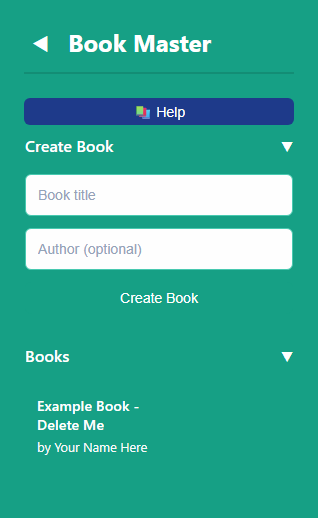 Book Master
Help
Create Book
Book title
Author (optional)
Create Book
Books
Example Book -
Delete Me
by Your Name Here